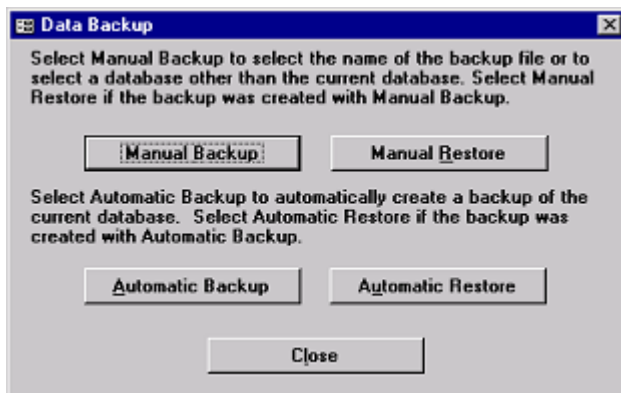 Data Backup
Select Manual Backup to select the name of the backup file or to
select a database other than the current database. Select Manual
Restore if the backup was created with Manual Backup.
Manual Backup Manual Restore
Select Automatic Backup to automatically create a backup of the
current database.  Select Automatic Restore if the backup was
created with Automatic Backup.
Automatic Backup Automatic Restore
Close